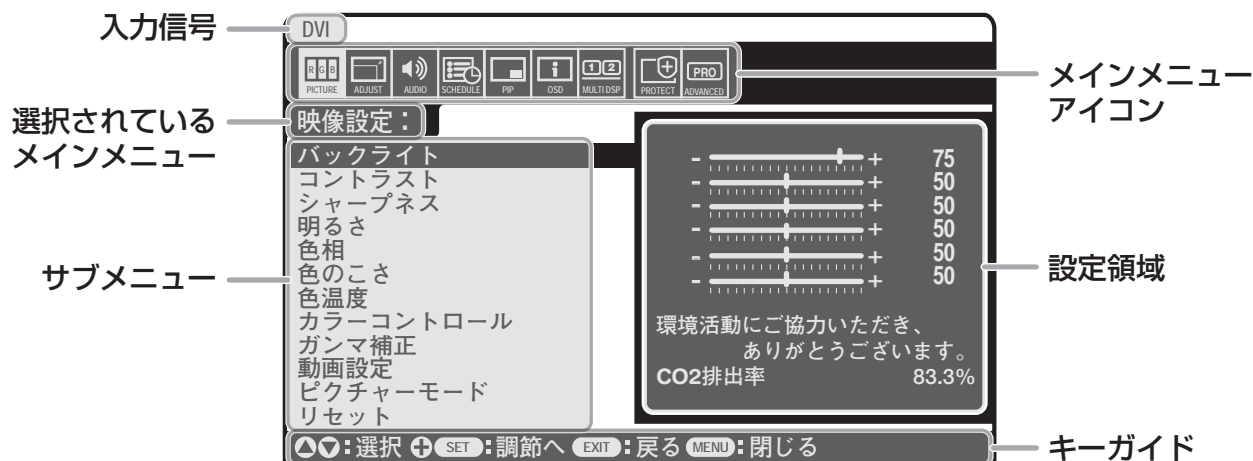 入力信号
DVI
R G B
PICTURE
ADJUST
AUDIO
SCHEDULE
PIP
i
OSD
1 2
MULTI DSP
PROTECT
PRO
ADVANCED
メインメニュー
アイコン
選択されている
メインメニュー
映像設定：
バックライト
コントラスト
シャープネス
明るさ
色相
色のこさ
色温度
カラーコントロール
ガンマ補正
動画設定
ピクチャーモード
リセット
サブメニュー
- + 75
- + 50
- + 50
- + 50
- + 50
- + 50
環境活動にご協力いただき、
ありがとうございます。
CO2排出率 83.3%
設定領域
:選択 SET:調節へ EXIT:戻る MENU:閉じる
キーガイド